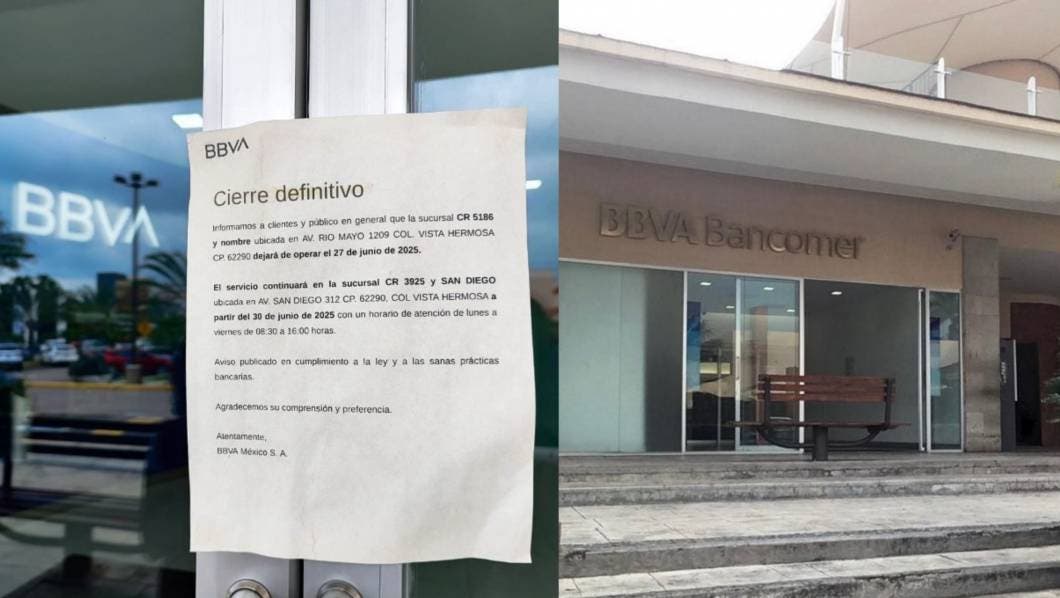 BBVA
BBVA
Cierre definitivo
Informamos a clientes y público en general que la sucursal CR 5186
y nombre ubicada en AV. RIO MAYO 1209 COL. VISTA HERMOSA
CP. 62290 dejará de operar el 27 de junio de 2025.
El servicio continuará en la sucursal CR 3925 y SAN DIEGO
ubicada en AV. SAN DIEGO 312 CP. 62290, COL VISTA HERMOSA a
partir del 30 de junio de 2025 con un horario de atención de lunes a
viernes de 08:30 a 16:00 horas.
Aviso publicado en cumplimiento a la ley y a las sanas prácticas
bancarias.
Agradecemos su comprensión y preferencia.
Atentamente,
BBVA México S. A.
BBVA Bancomer